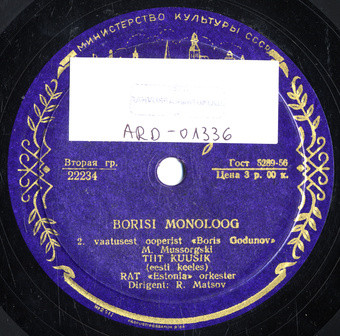 МИНИСТЕРСТВО КУЛЬТУРЫ СССР
ARD-01336
Вторая гр.
22234
Гост 5289-56
Цена 3 р. 00 к.
BORISI MONOLOOG
2. vaatusest ooperist «Boris Godunov»
M. Mussorgski
TIIT KUUSIK
(eesti keeles)
RAT «Estonia» orkester
Dirigent: R. Matsov